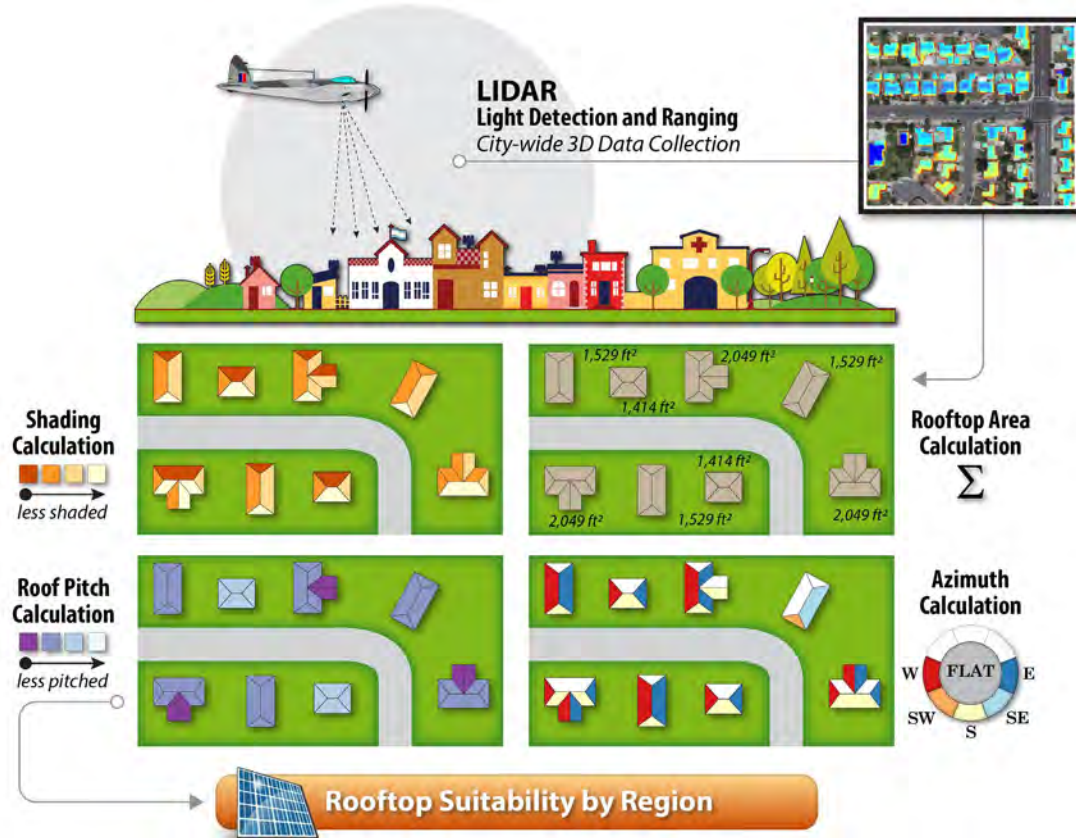 LIDAR
Light Detection and Ranging
City-wide 3D Data Collection
Shading
Calculation
less shaded
1,529 ft²
2,049 ft²
1,529 ft²
1,414 ft²
1,414 ft²
2,049 ft²
1,529 ft²
2,049 ft²
Rooftop Area
Calculation
Σ
Roof Pitch
Calculation
less pitched
Azimuth
Calculation
FLAT
W
E
SW
SE
S
Rooftop Suitability by Region